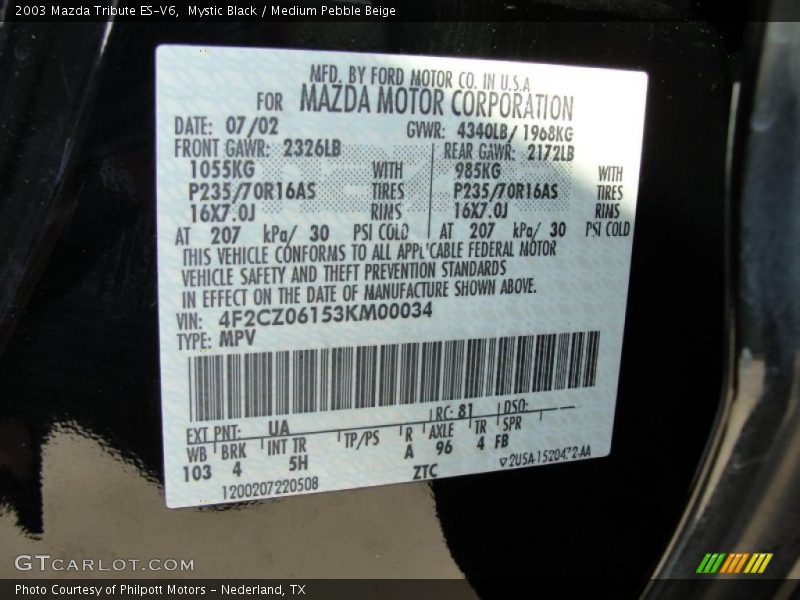 2003 Mazda Tribute ES-V6,  Mystic Black / Medium Pebble Beige
MFD. BY FORD MOTOR CO. IN U.S.A
FOR MAZDA MOTOR CORPORATION
DATE: 07/02 GVWR: 4340LB/ 1968KG
FRONT GAWR: 2326LB REAR GAWR: 2172LB
1055KG WITH 985KG WITH
P235/70R16AS TIRES P235/70R16AS TIRES
16X7.0J RIMS 16X7.0J RIMS
AT 207 kPa/ 30 PSI COLD AT 207 kPa/ 30 PSI COLD
THIS VEHICLE CONFORMS TO ALL APPL'CABLE FEDERAL MOTOR
VEHICLE SAFETY AND THEFT PREVENTION STANDARDS
IN EFFECT ON THE DATE OF MANUFACTURE SHOWN ABOVE.
VIN: 4F2CZ06153KM00034
TYPE: MPV
EXT PNT: UA RC: 81 DSO:
WB BRK INT TR TP/PS R AXLE TR SPR
103 4 5H A 96 4 FB
1200207220508 ZTC 2U5A-1520472-AA
GTCARLOT.COM
Photo Courtesy of Philpott Motors - Nederland, TX